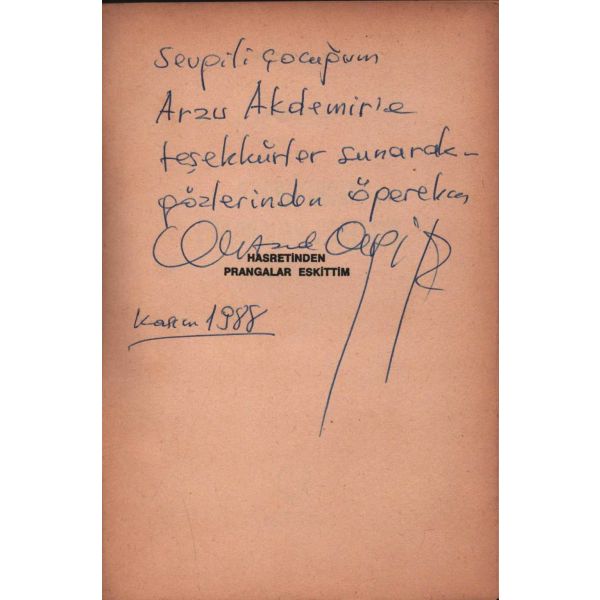 Sevgili çocuğum
Arzu Akdemir'e
teşekkürler sunarak
gözlerinden öperek
HASRETİNDEN
PRANGALAR ESKİTTİM
Kasım 1988